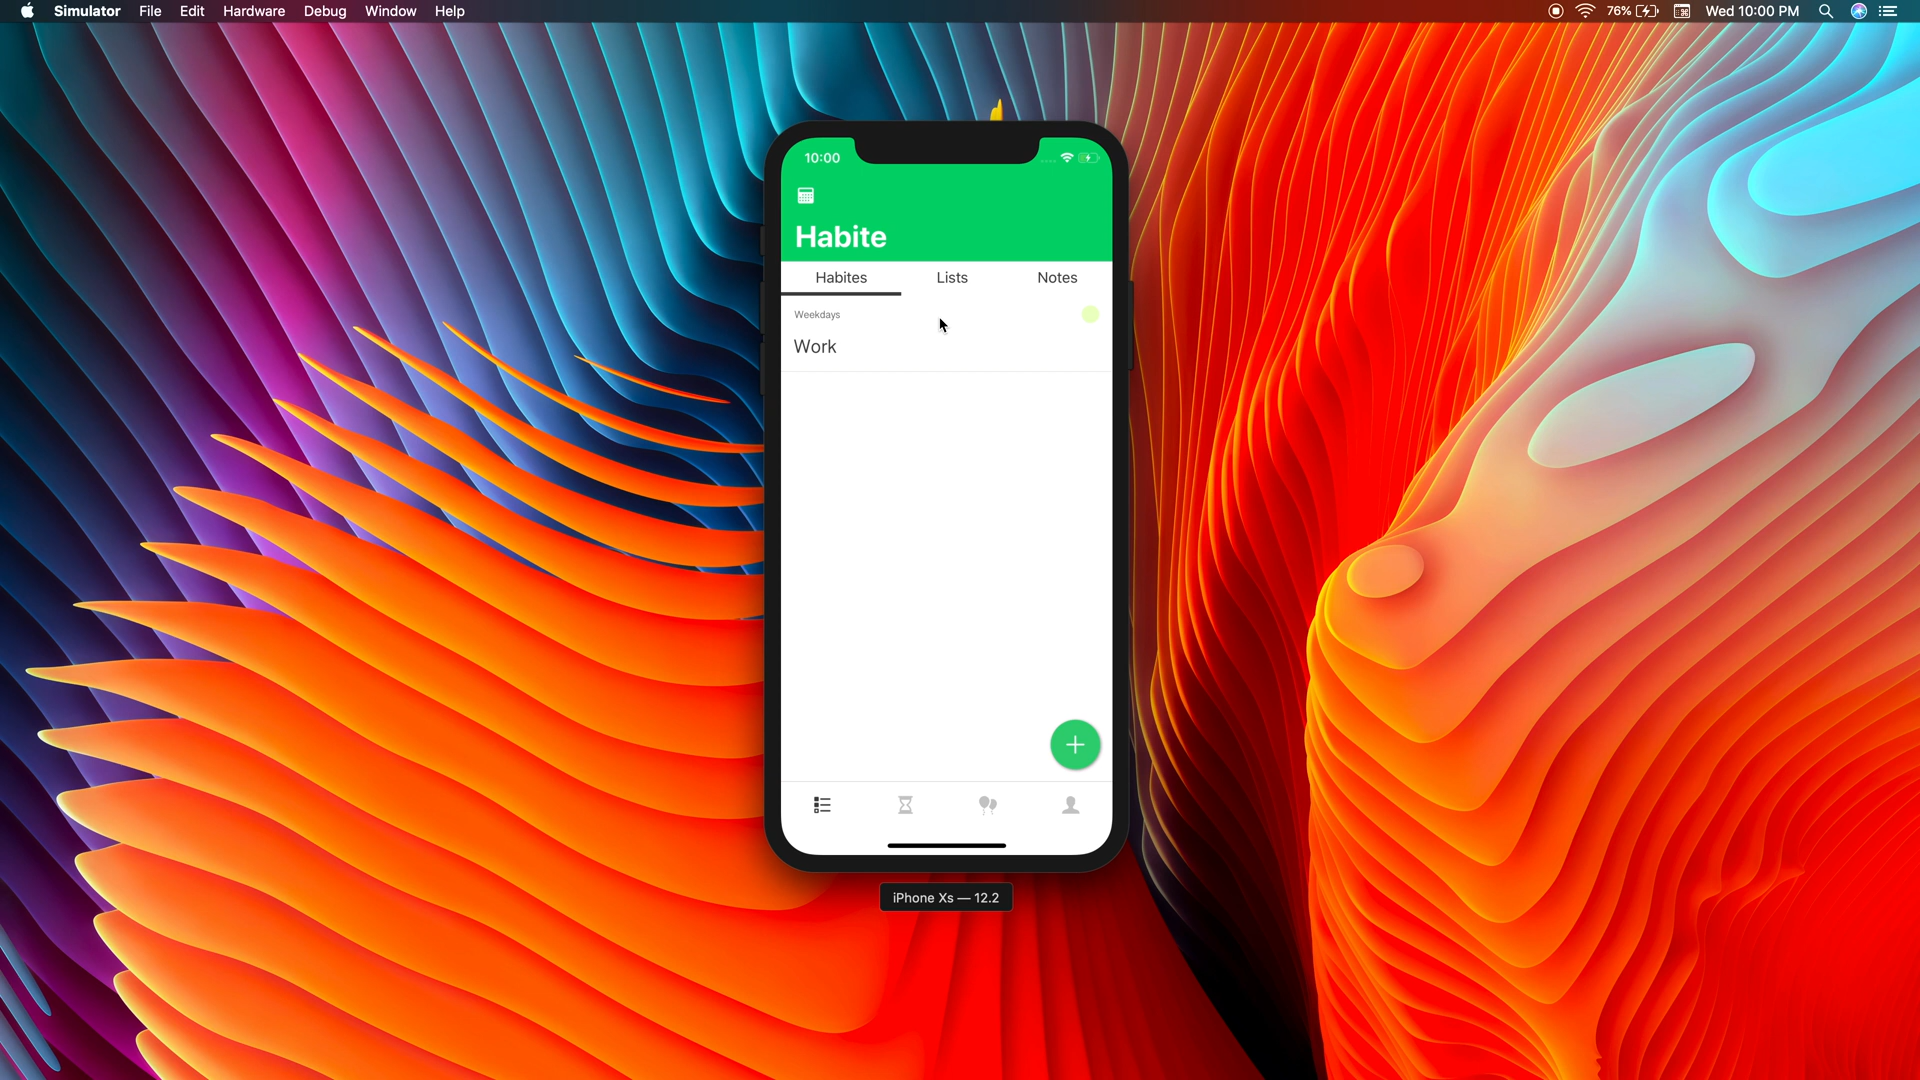 Simulator File Edit Hardware Debug Window Help 76% Wed 10:00 PM
10:00
Habite
Habites Lists Notes
Weekdays
Work
iPhone Xs — 12.2